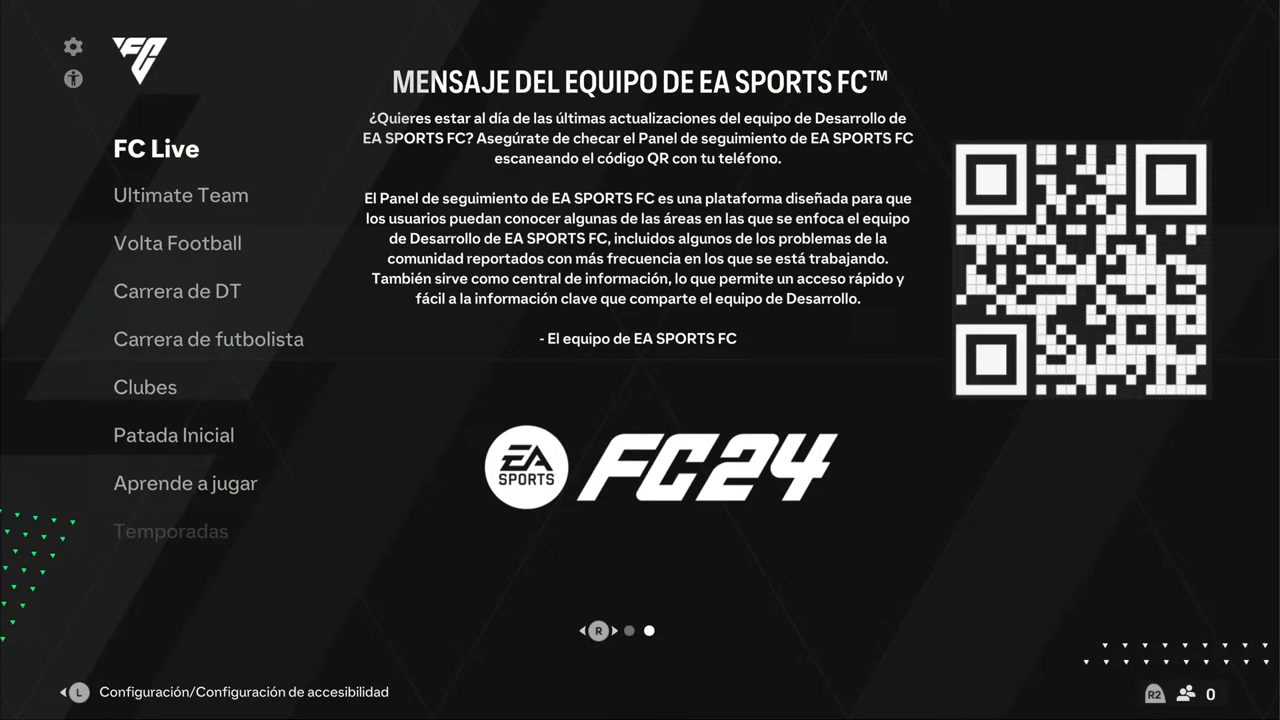 FC
MENSAJE DEL EQUIPO DE EA SPORTS FC™
¿Quieres estar al día de las últimas actualizaciones del equipo de Desarrollo de
EA SPORTS FC? Asegúrate de checar el Panel de seguimiento de EA SPORTS FC
escaneando el código QR con tu teléfono.
El Panel de seguimiento de EA SPORTS FC es una plataforma diseñada para que
los usuarios puedan conocer algunas de las áreas en las que se enfoca el equipo
de Desarrollo de EA SPORTS FC, incluidos algunos de los problemas de la
comunidad reportados con más frecuencia en los que se está trabajando.
También sirve como central de información, lo que permite un acceso rápido y
fácil a la información clave que comparte el equipo de Desarrollo.
- El equipo de EA SPORTS FC
FC Live
Ultimate Team
Volta Football
Carrera de DT
Carrera de futbolista
Clubes
Patada Inicial
Aprende a jugar
Temporadas
EA
SPORTS
FC24
R
L Configuración/Configuración de accesibilidad
R2 0